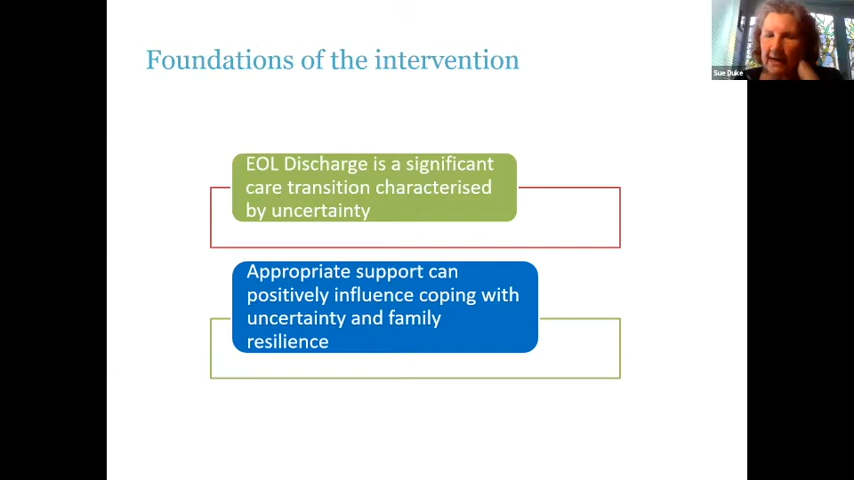 Foundations of the intervention
Sue Duke
EOL Discharge is a significant
care transition characterised
by uncertainty
Appropriate support can
positively influence coping with
uncertainty and family
resilience